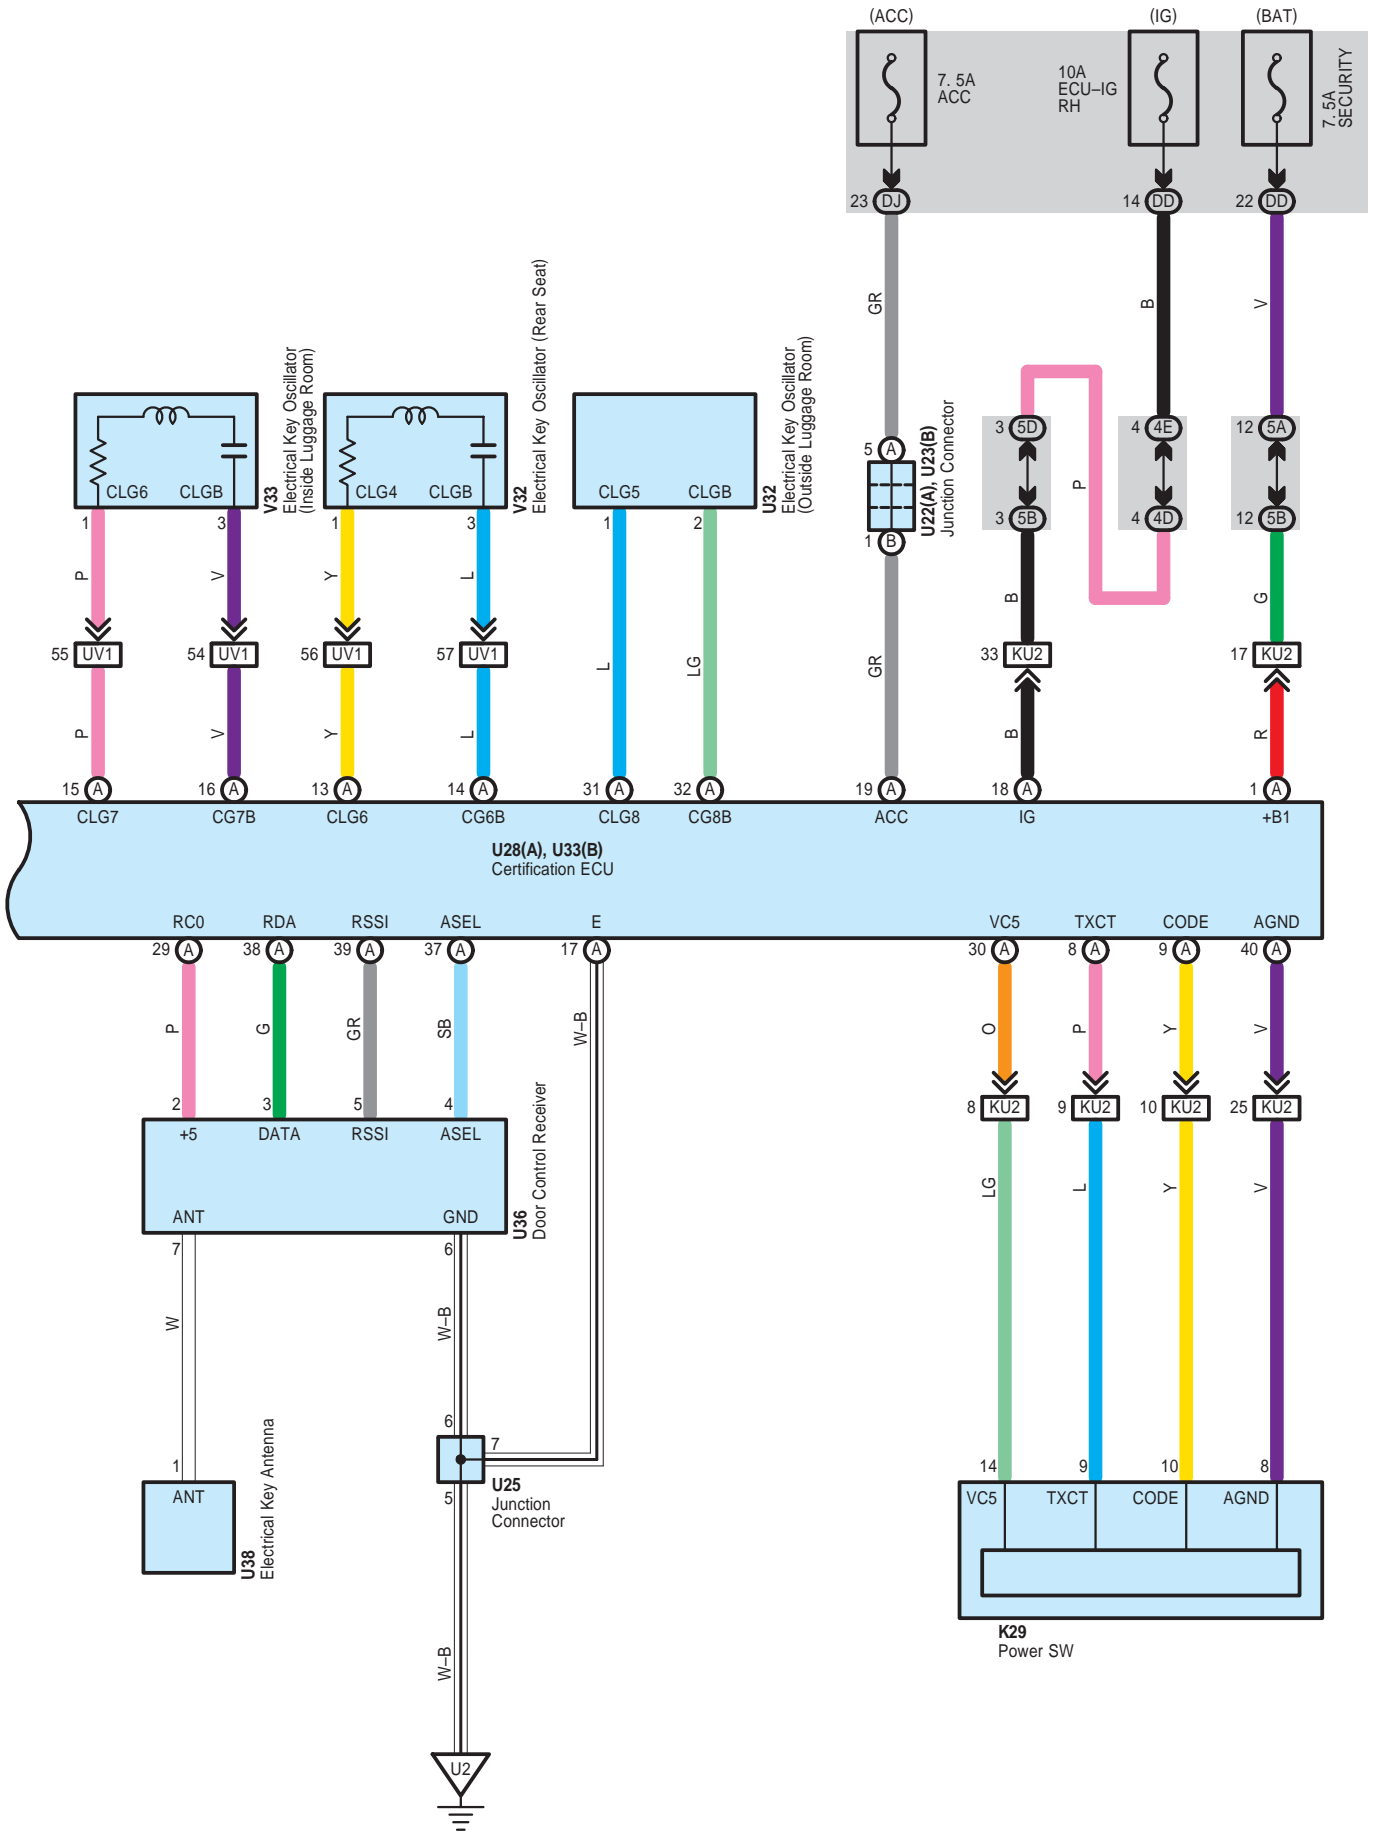 (ACC)
(IG)
(BAT)
7. 5A
ACC
10A
ECU–IG
RH
7. 5A
SECURITY
23 DJ
14 DD
22 DD
GR
B
V
Electrical Key Oscillator
(Inside Luggage Room)
V33
Electrical Key Oscillator (Rear Seat)
V32
Electrical Key Oscillator
(Outside Luggage Room)
U32
U22(A), U23(B)
Junction Connector
5 A
3 5D
4 4E
12 5A
CLG6 CLGB
CLG4 CLGB
CLG5 CLGB
P
1 3 1 3 1 2
1 B
3 5B
4 4D
12 5B
P V Y L
B
G
55 UV1
54 UV1
56 UV1
57 UV1
L
LG
GR
33 KU2
17 KU2
P V Y L
B
R
15 A
16 A
13 A
14 A
31 A
32 A
19 A
18 A
1 A
CLG7 CG7B CLG6 CG6B CLG8 CG8B ACC IG +B1
U28(A), U33(B)
Certification ECU
RC0 RDA RSSI ASEL E VC5 TXCT CODE AGND
29 A
38 A
39 A
37 A
17 A
30 A
8 A
9 A
40 A
P G GR SB W–B O P Y V
2 3 5 4
8 KU2
9 KU2
10 KU2
25 KU2
+5 DATA RSSI ASEL
ANT GND
U36
Door Control Receiver
LG L Y V
7 6
W
W–B
6
7
1
5
ANT
U38
Electrical Key Antenna
U25
Junction
Connector
14 9 10 8
VC5 TXCT CODE AGND
K29
Power SW
W–B
U2